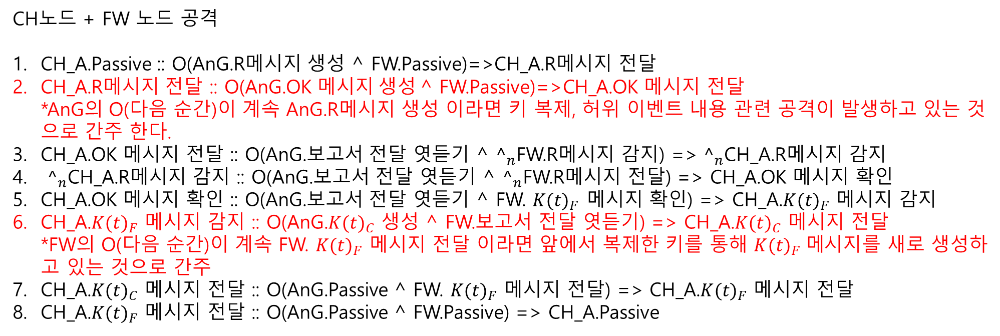 CH노드 + FW 노드 공격
1. CH_A.Passive :: O(AnG.R메시지 생성 ^ FW.Passive)=>CH_A.R메시지 전달
2. CH_A.R메시지 전달 :: O(AnG.OK 메시지 생성 ^ FW.Passive)=>CH_A.OK 메시지 전달
*AnG의 O(다음 순간)이 계속 AnG.R메시지 생성 이라면 키 복제, 허위 이벤트 내용 관련 공격이 발생하고 있는 것
으로 간주 한다.
3. CH_A.OK 메시지 전달 :: O(AnG.보고서 전달 엿듣기 ^ ^ₙFW.R메시지 감지) => ^ₙCH_A.R메시지 감지
4. ^ₙCH_A.R메시지 감지 :: O(AnG.보고서 전달 엿듣기 ^ ^ₙFW.R메시지 전달) => CH_A.OK 메시지 확인
5. CH_A.OK 메시지 확인 :: O(AnG.보고서 전달 엿듣기 ^ FW. K(t)_F 메시지 확인) => CH_A.K(t)_F 메시지 감지
6. CH_A.K(t)_F 메시지 감지 :: O(AnG.K(t)_C 생성 ^ FW.보고서 전달 엿듣기) => CH_A.K(t)_C 메시지 전달
*FW의 O(다음 순간)이 계속 FW. K(t)_F 메시지 전달 이라면 앞에서 복제한 키를 통해 K(t)_F 메시지를 새로 생성하
고 있는 것으로 간주
7. CH_A.K(t)_C 메시지 전달 :: O(AnG.Passive ^ FW. K(t)_F 메시지 전달) => CH_A.K(t)_F 메시지 전달
8. CH_A.K(t)_F 메시지 전달 :: O(AnG.Passive ^ FW.Passive) => CH_A.Passive